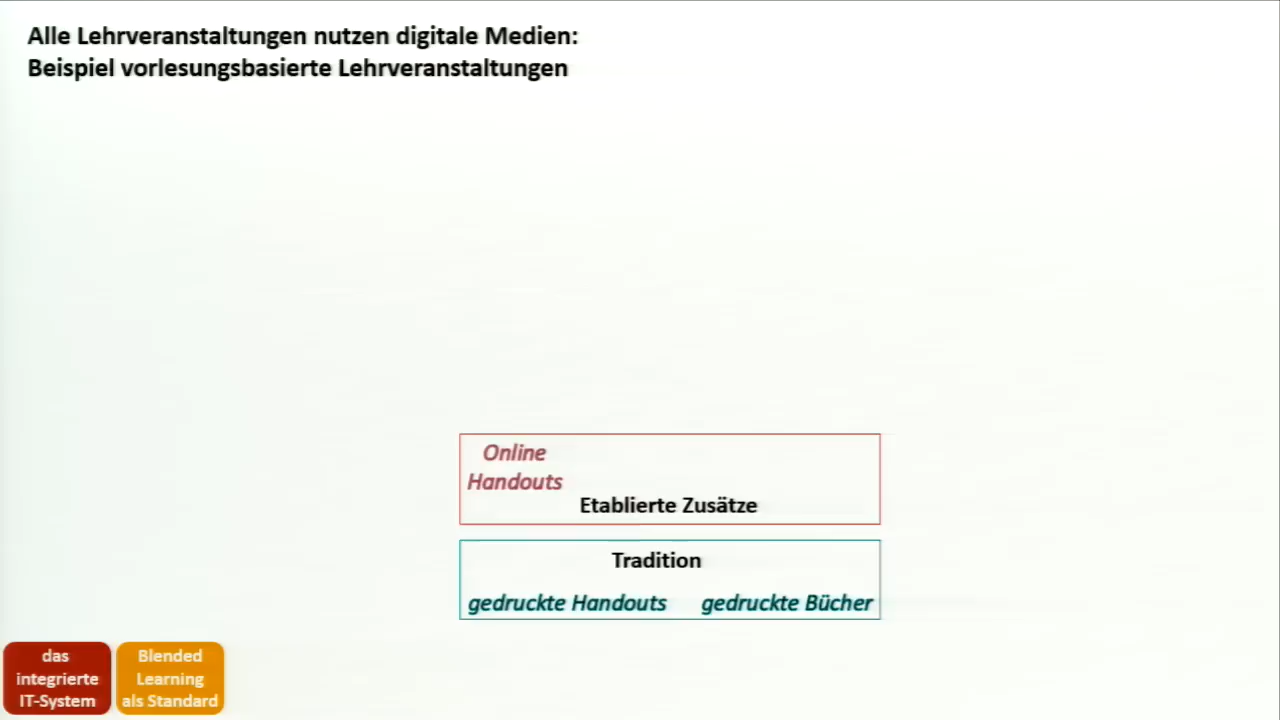 Alle Lehrveranstaltungen nutzen digitale Medien:
Beispiel vorlesungsbasierte Lehrveranstaltungen
Online
Handouts
Etablierte Zusätze
Tradition
gedruckte Handouts gedruckte Bücher
das
integrierte
IT-System
Blended
Learning
als Standard